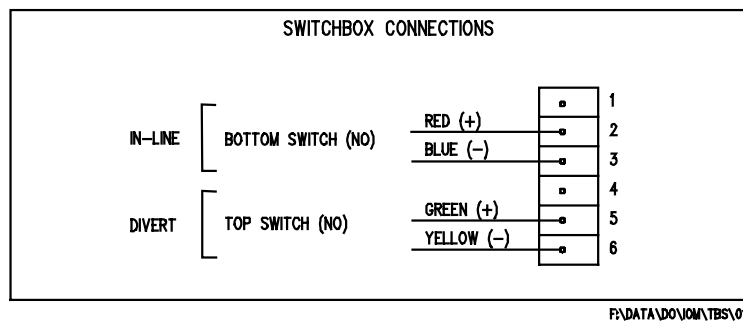 SWITCHBOX CONNECTIONS
1
RED (+)
2
IN-LINE
BOTTOM SWITCH (NO)
BLUE (-)
3
4
GREEN (+)
5
DIVERT
TOP SWITCH (NO)
YELLOW (-)
6
F:\DATA\DO\IOM\TBS\0